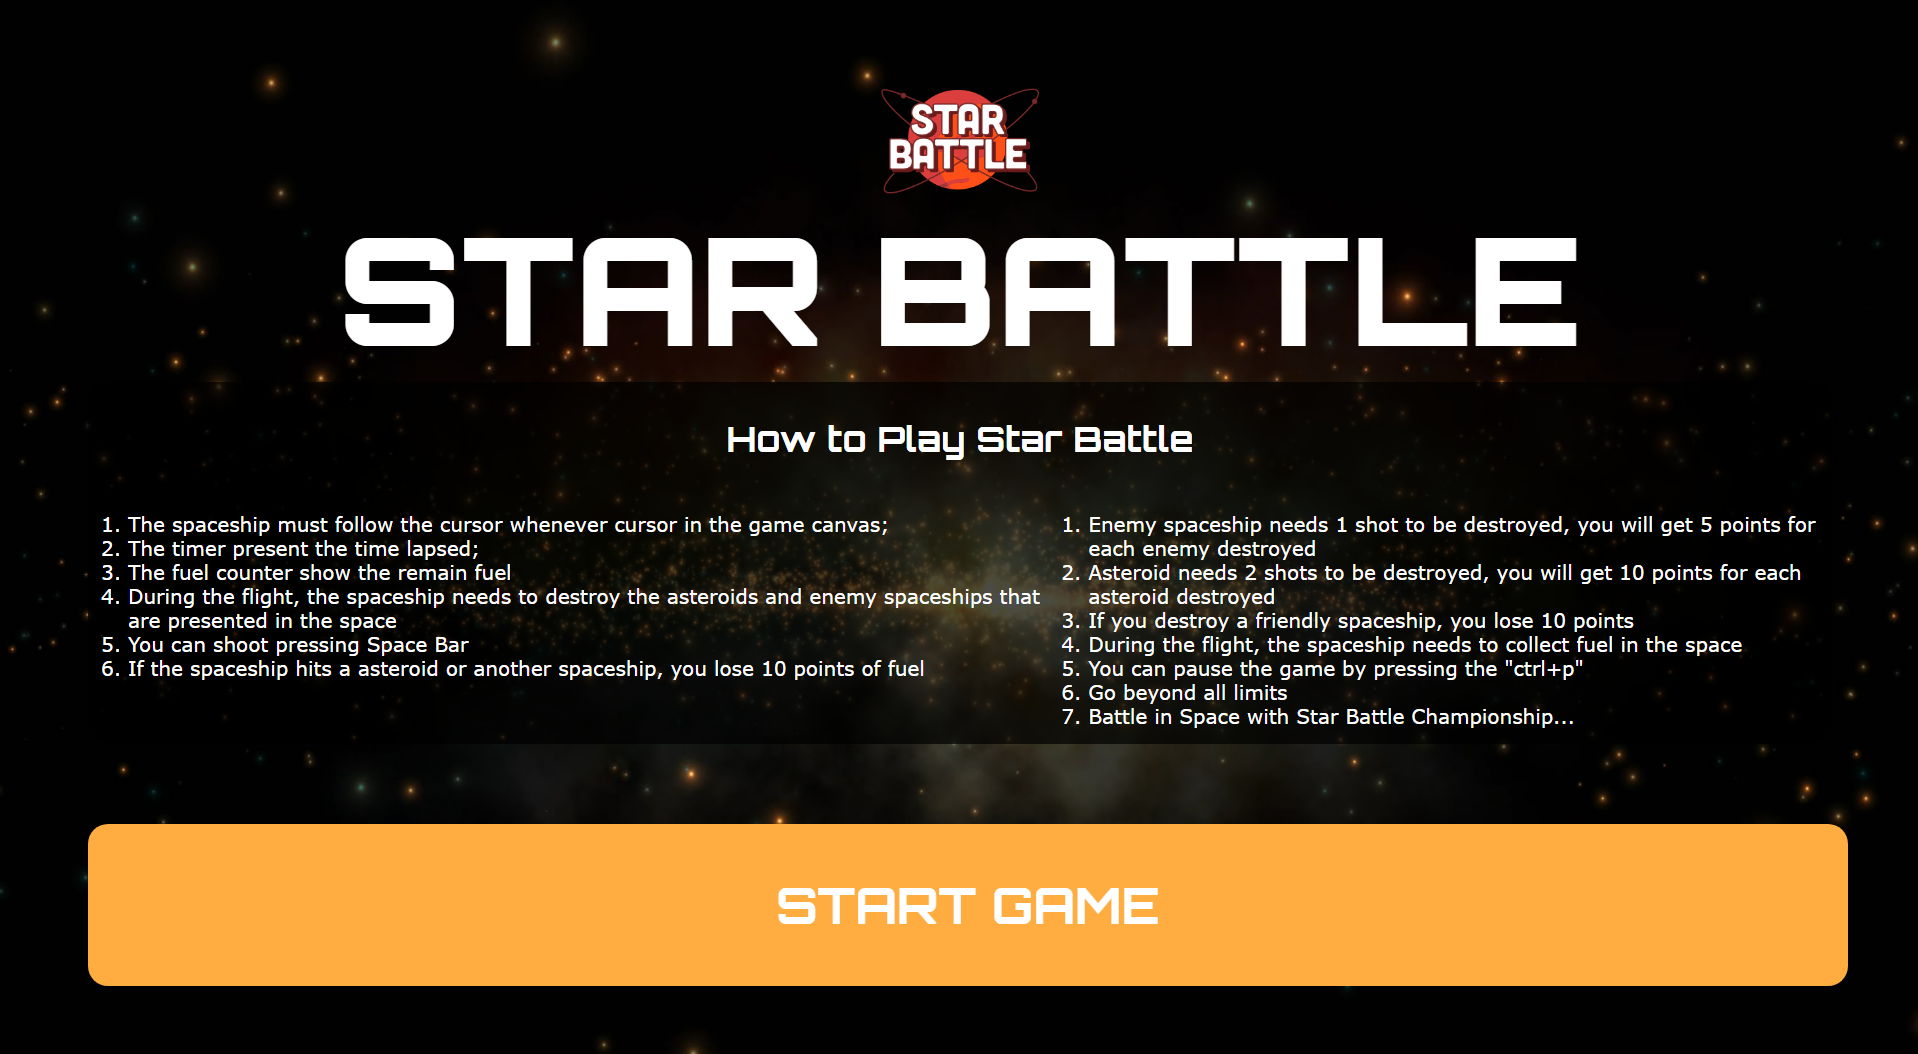 STAR
BATTLE
STAR BATTLE
How to Play Star Battle
1. The spaceship must follow the cursor whenever cursor in the game canvas;
2. The timer present the time lapsed;
3. The fuel counter show the remain fuel
4. During the flight, the spaceship needs to destroy the asteroids and enemy spaceships that
are presented in the space
5. You can shoot pressing Space Bar
6. If the spaceship hits a asteroid or another spaceship, you lose 10 points of fuel
1. Enemy spaceship needs 1 shot to be destroyed, you will get 5 points for
each enemy destroyed
2. Asteroid needs 2 shots to be destroyed, you will get 10 points for each
asteroid destroyed
3. If you destroy a friendly spaceship, you lose 10 points
4. During the flight, the spaceship needs to collect fuel in the space
5. You can pause the game by pressing the "ctrl+p"
6. Go beyond all limits
7. Battle in Space with Star Battle Championship...
START GAME